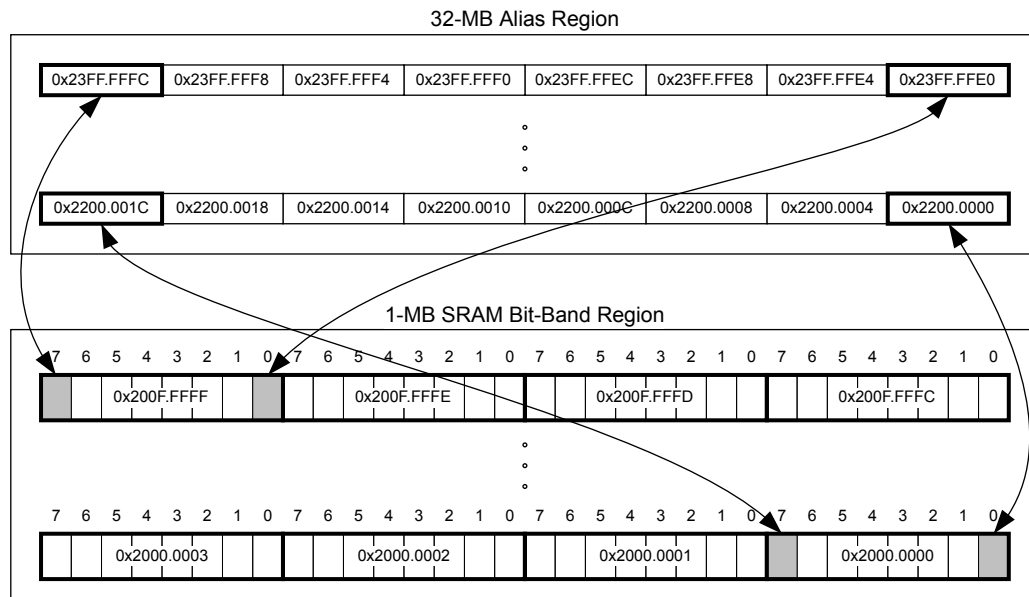 32-MB Alias Region
0x23FF.FFFC 0x23FF.FFF8 0x23FF.FFF4 0x23FF.FFF0 0x23FF.FFEC 0x23FF.FFE8 0x23FF.FFE4 0x23FF.FFE0
0x2200.001C 0x2200.0018 0x2200.0014 0x2200.0010 0x2200.000C 0x2200.0008 0x2200.0004 0x2200.0000
1-MB SRAM Bit-Band Region
7 6 5 4 3 2 1 0 7 6 5 4 3 2 1 0 7 6 5 4 3 2 1 0 7 6 5 4 3 2 1 0
0x200F.FFFF 0x200F.FFFE 0x200F.FFFD 0x200F.FFFC
7 6 5 4 3 2 1 0 7 6 5 4 3 2 1 0 7 6 5 4 3 2 1 0 7 6 5 4 3 2 1 0
0x2000.0003 0x2000.0002 0x2000.0001 0x2000.0000